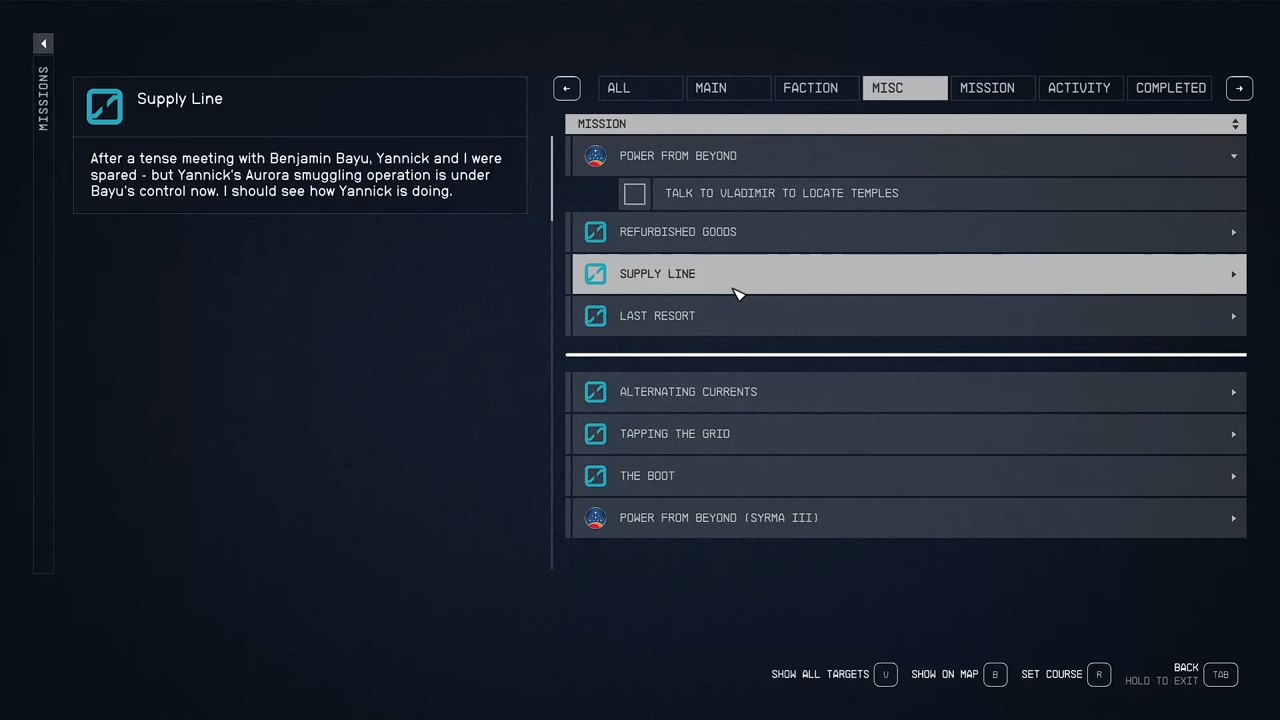 MISSIONS
Supply Line
After a tense meeting with Benjamin Bayu, Yannick and I were
spared - but Yannick's Aurora smuggling operation is under
Bayu's control now. I should see how Yannick is doing.
ALL
MAIN
FACTION
MISC
MISSION
ACTIVITY
COMPLETED
MISSION
POWER FROM BEYOND
TALK TO VLADIMIR TO LOCATE TEMPLES
REFURBISHED GOODS
SUPPLY LINE
LAST RESORT
ALTERNATING CURRENTS
TAPPING THE GRID
THE BOOT
POWER FROM BEYOND (SYRMA III)
SHOW ALL TARGETS V
SHOW ON MAP B
SET COURSE R
BACK
HOLD TO EXIT
TAB